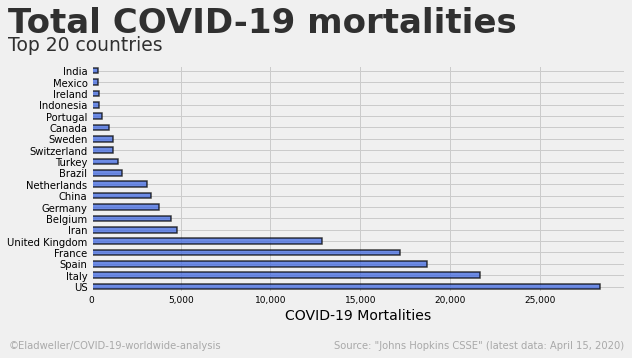 Total COVID-19 mortalities
Top 20 countries
India
Mexico
Ireland
Indonesia
Portugal
Canada
Sweden
Switzerland
Turkey
Brazil
Netherlands
China
Germany
Belgium
Iran
United Kingdom
France
Spain
Italy
US
0 5,000 10,000 15,000 20,000 25,000
COVID-19 Mortalities
©Eladweller/COVID-19-worldwide-analysis Source: "Johns Hopkins CSSE" (latest data: April 15, 2020)